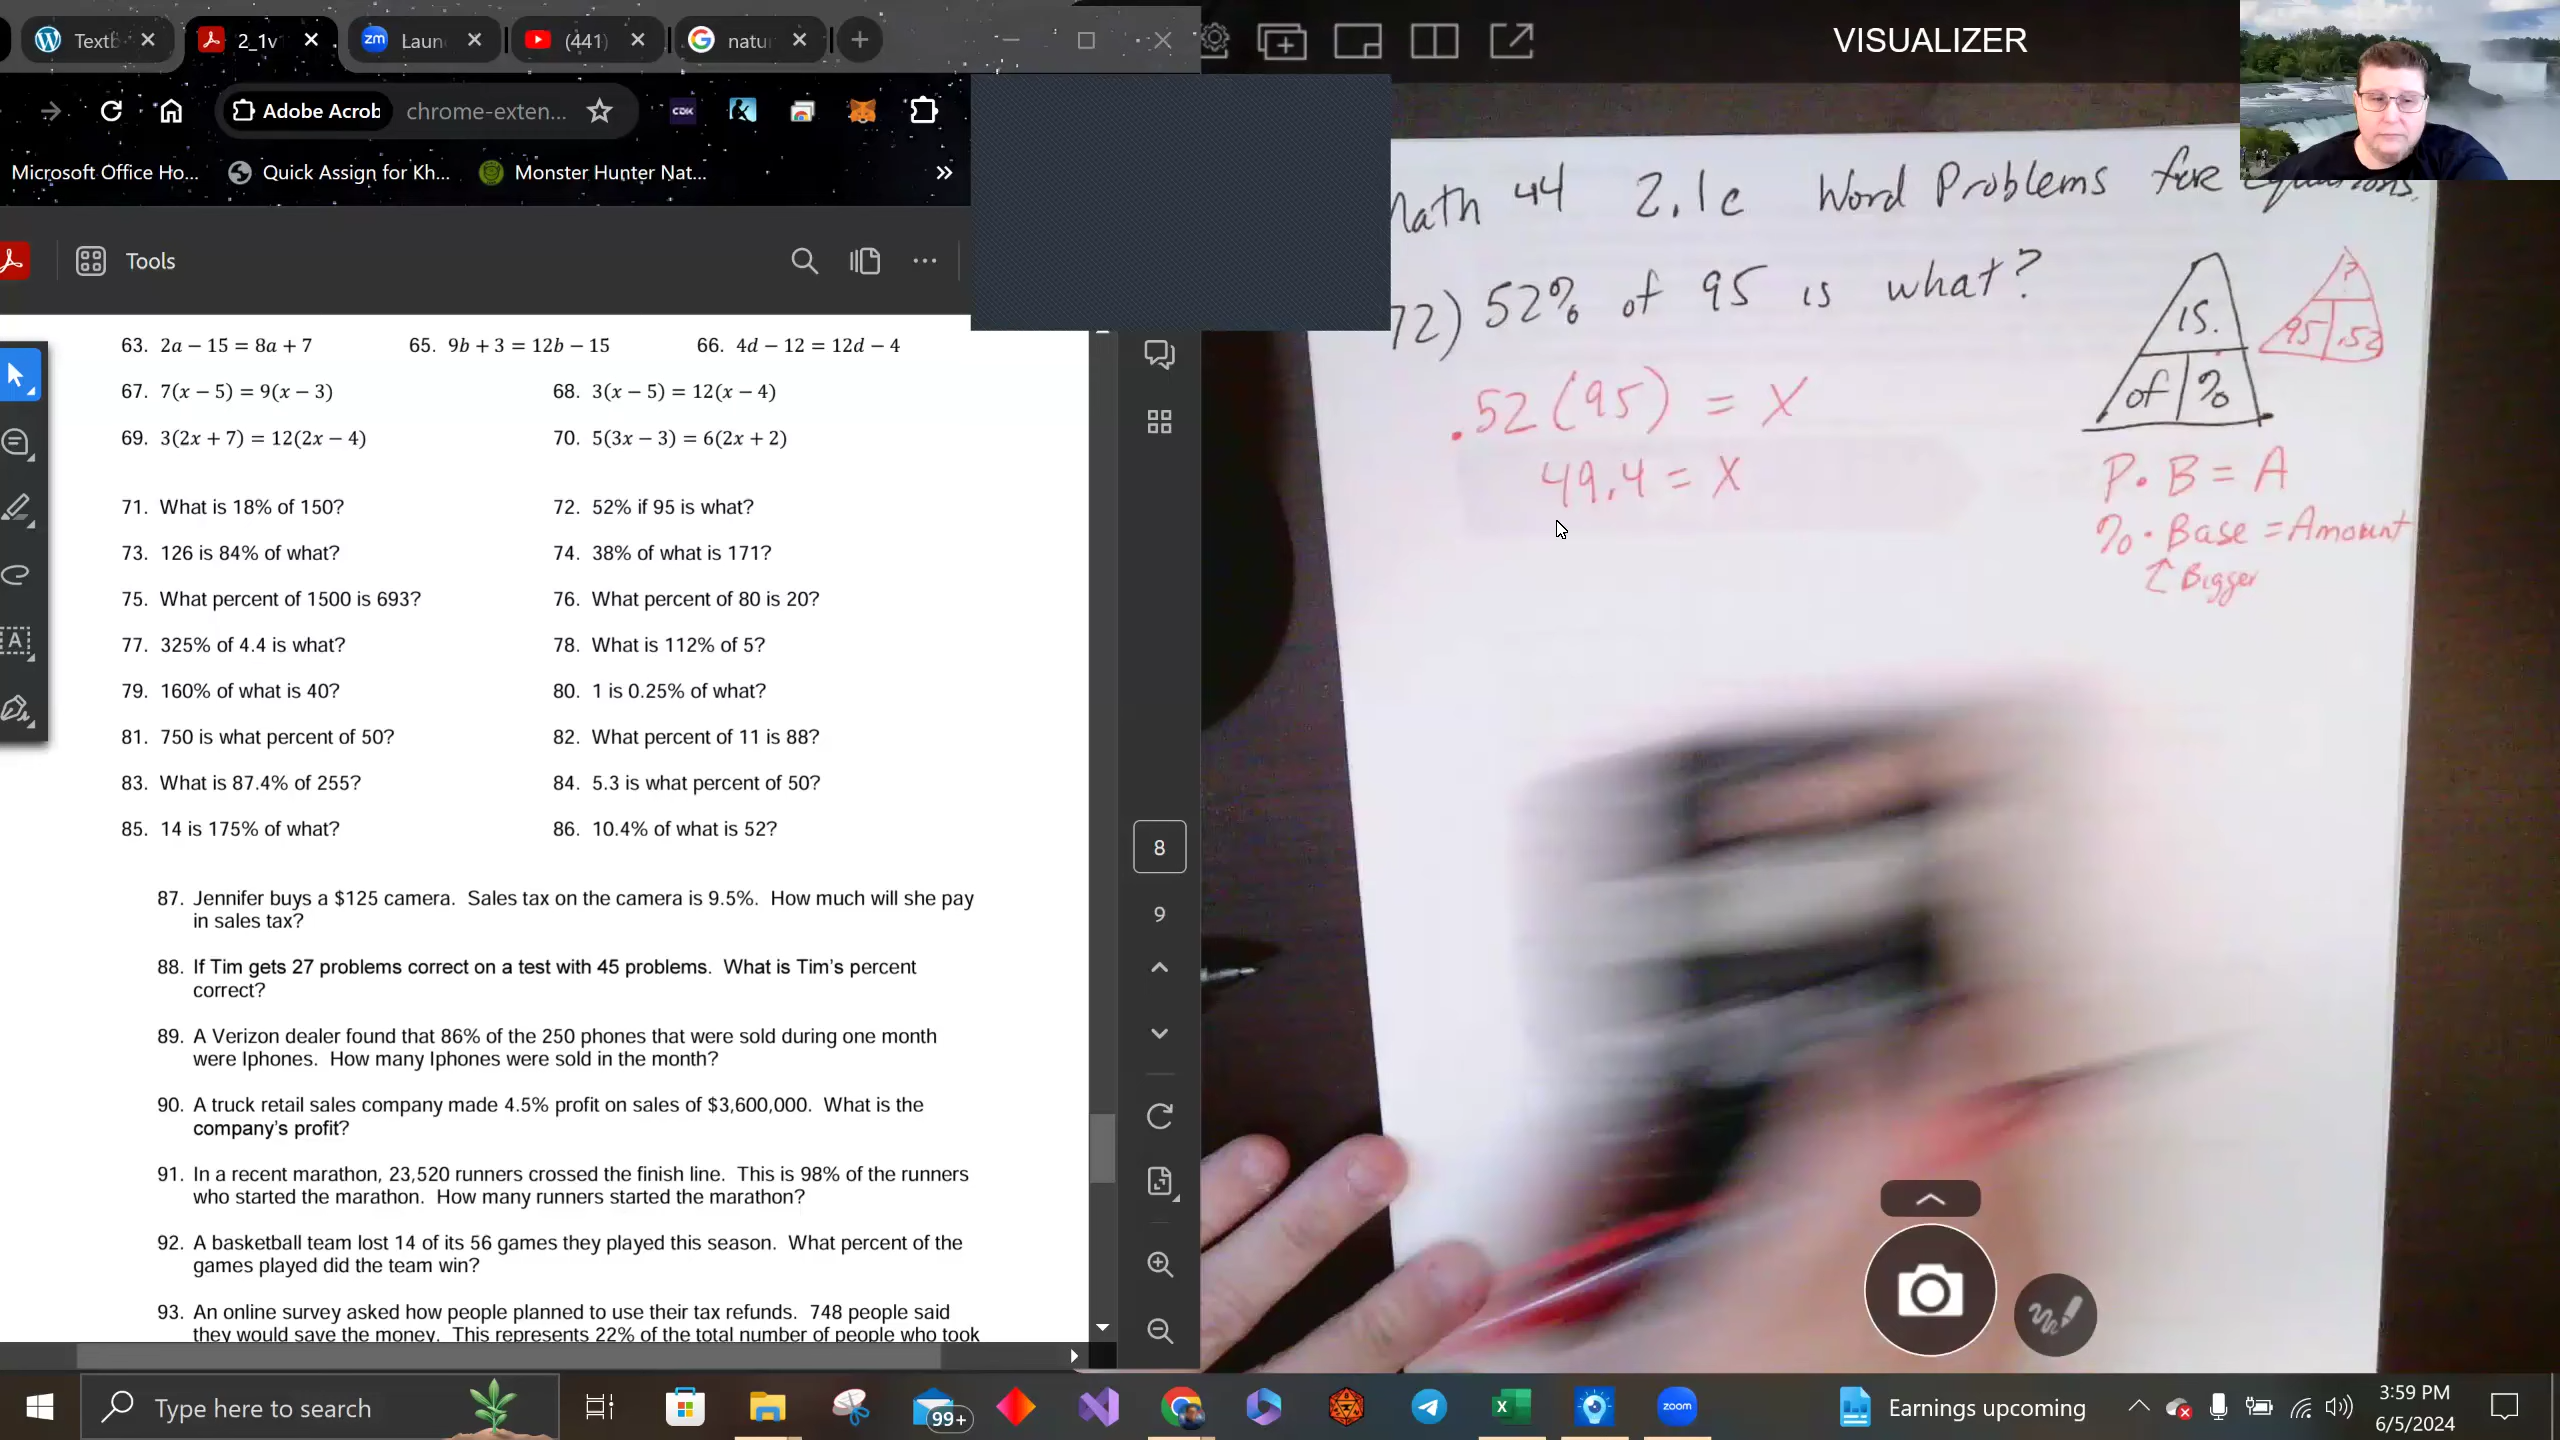 Textb
2_1v
Laun
(441)
natur
VISUALIZER
Adobe Acrob
chrome-exten...
Microsoft Office Ho...
Quick Assign for Kh...
Monster Hunter Nat...
Tools
63. 2a − 15 = 8a + 7 65. 9b + 3 = 12b − 15 66. 4d − 12 = 12d − 4
67. 7(x − 5) = 9(x − 3) 68. 3(x − 5) = 12(x − 4)
69. 3(2x + 7) = 12(2x − 4) 70. 5(3x − 3) = 6(2x + 2)
71. What is 18% of 150? 72. 52% if 95 is what?
73. 126 is 84% of what? 74. 38% of what is 171?
75. What percent of 1500 is 693? 76. What percent of 80 is 20?
77. 325% of 4.4 is what? 78. What is 112% of 5?
79. 160% of what is 40? 80. 1 is 0.25% of what?
81. 750 is what percent of 50? 82. What percent of 11 is 88?
83. What is 87.4% of 255? 84. 5.3 is what percent of 50?
85. 14 is 175% of what? 86. 10.4% of what is 52?
87. Jennifer buys a $125 camera. Sales tax on the camera is 9.5%. How much will she pay
in sales tax?
88. If Tim gets 27 problems correct on a test with 45 problems. What is Tim's percent
correct?
89. A Verizon dealer found that 86% of the 250 phones that were sold during one month
were Iphones. How many Iphones were sold in the month?
90. A truck retail sales company made 4.5% profit on sales of $3,600,000. What is the
company's profit?
91. In a recent marathon, 23,520 runners crossed the finish line. This is 98% of the runners
who started the marathon. How many runners started the marathon?
92. A basketball team lost 14 of its 56 games they played this season. What percent of the
games played did the team win?
93. An online survey asked how people planned to use their tax refunds. 748 people said
they would save the money. This represents 22% of the total number of people who took
8
9
Math 44 2.1c Word Problems for equations.
72) 52% of 95 is what?
.52(95) = X
49.4 = X
is.
of %
?
95 .52
P · B = A
% · Base = Amount
↑ Bigger
Type here to search
99+
zoom
Earnings upcoming
3:59 PM
6/5/2024